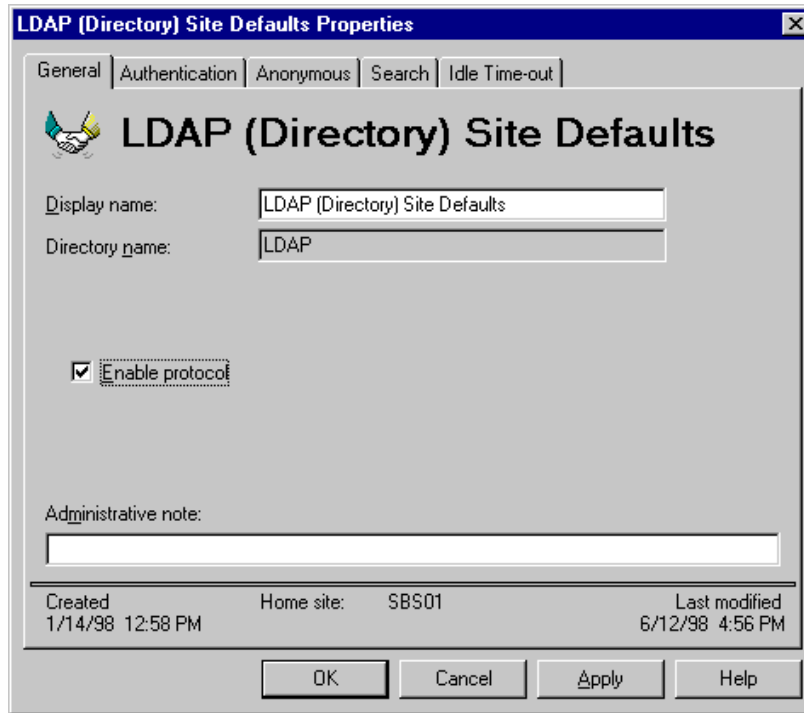 LDAP (Directory) Site Defaults Properties
General Authentication Anonymous Search Idle Time-out
LDAP (Directory) Site Defaults
Display name: LDAP (Directory) Site Defaults
Directory name: LDAP
Enable protocol
Administrative note:
Created Home site: SBS01 Last modified
1/14/98 12:58 PM 6/12/98 4:56 PM
OK Cancel Apply Help